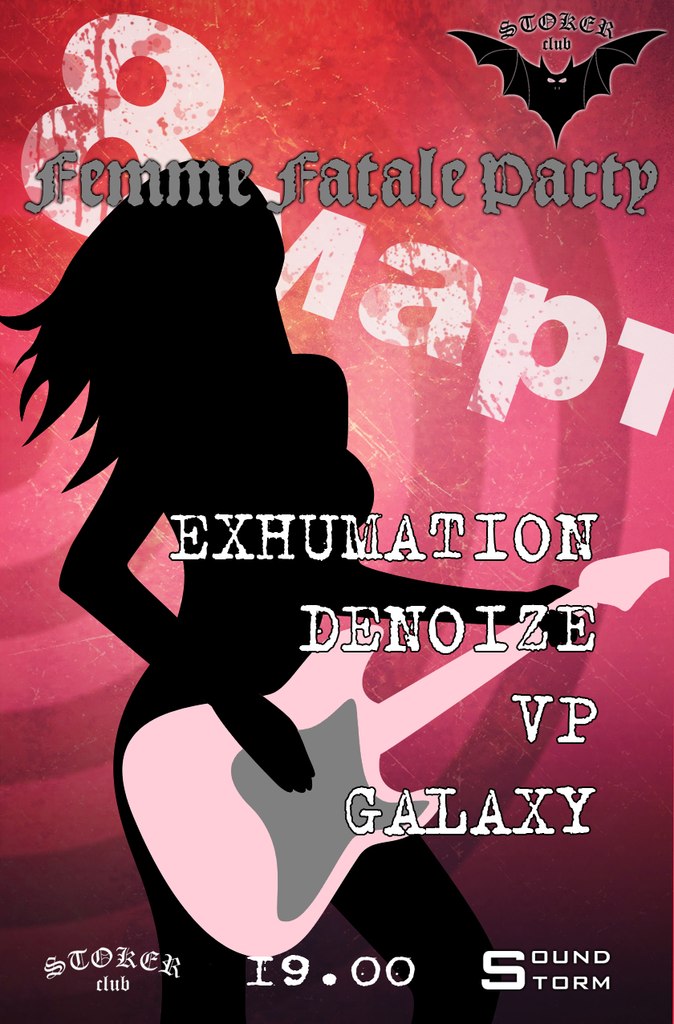 STOKER
club
Femme Fatale Party
8 март
EXHUMATION
DENOIZE
VP
GALAXY
STOKER
club
19.00
SOUND
STORM